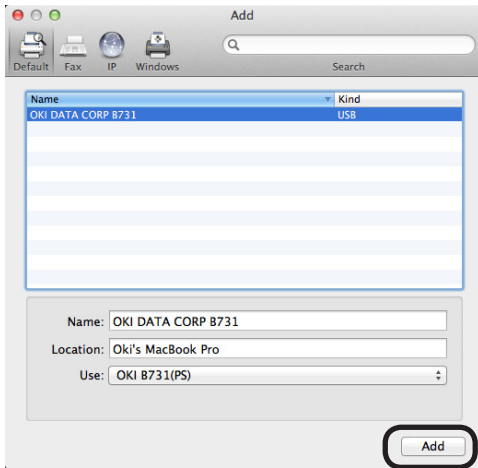 Add
Default Fax IP Windows Search
Name Kind
OKI DATA CORP B731 USB
Name: OKI DATA CORP B731
Location: Oki's MacBook Pro
Use: OKI B731(PS)
Add